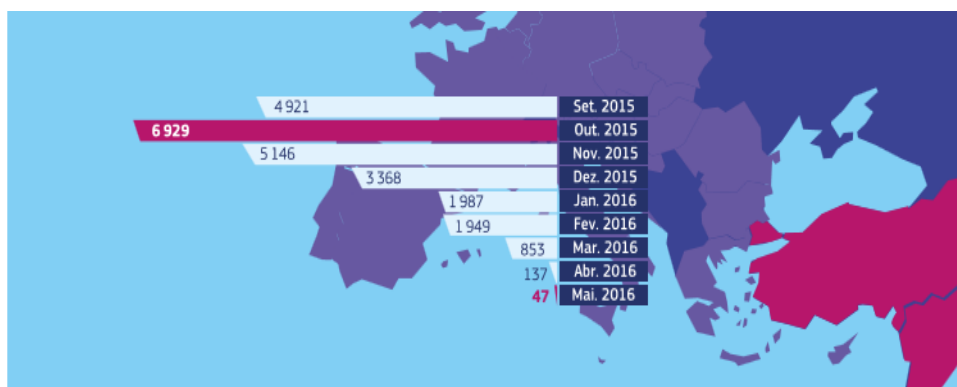 4 921 Set. 2015
6 929 Out. 2015
5 146 Nov. 2015
3 368 Dez. 2015
1 987 Jan. 2016
1 949 Fev. 2016
853 Mar. 2016
137 Abr. 2016
47 Mai. 2016